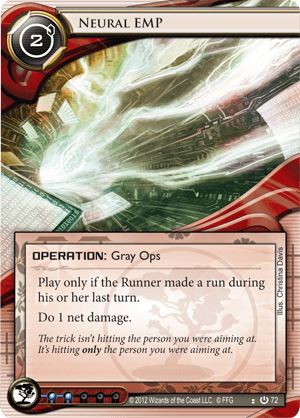 NEURAL EMP
2
OPERATION: Gray Ops
Play only if the Runner made a run during
his or her last turn.
Do 1 net damage.
The trick isn't hitting the person you were aiming at.
It's hitting only the person you were aiming at.
Illus. Christina Davis
© 2012 Wizards of the Coast LLC. © FFG
72